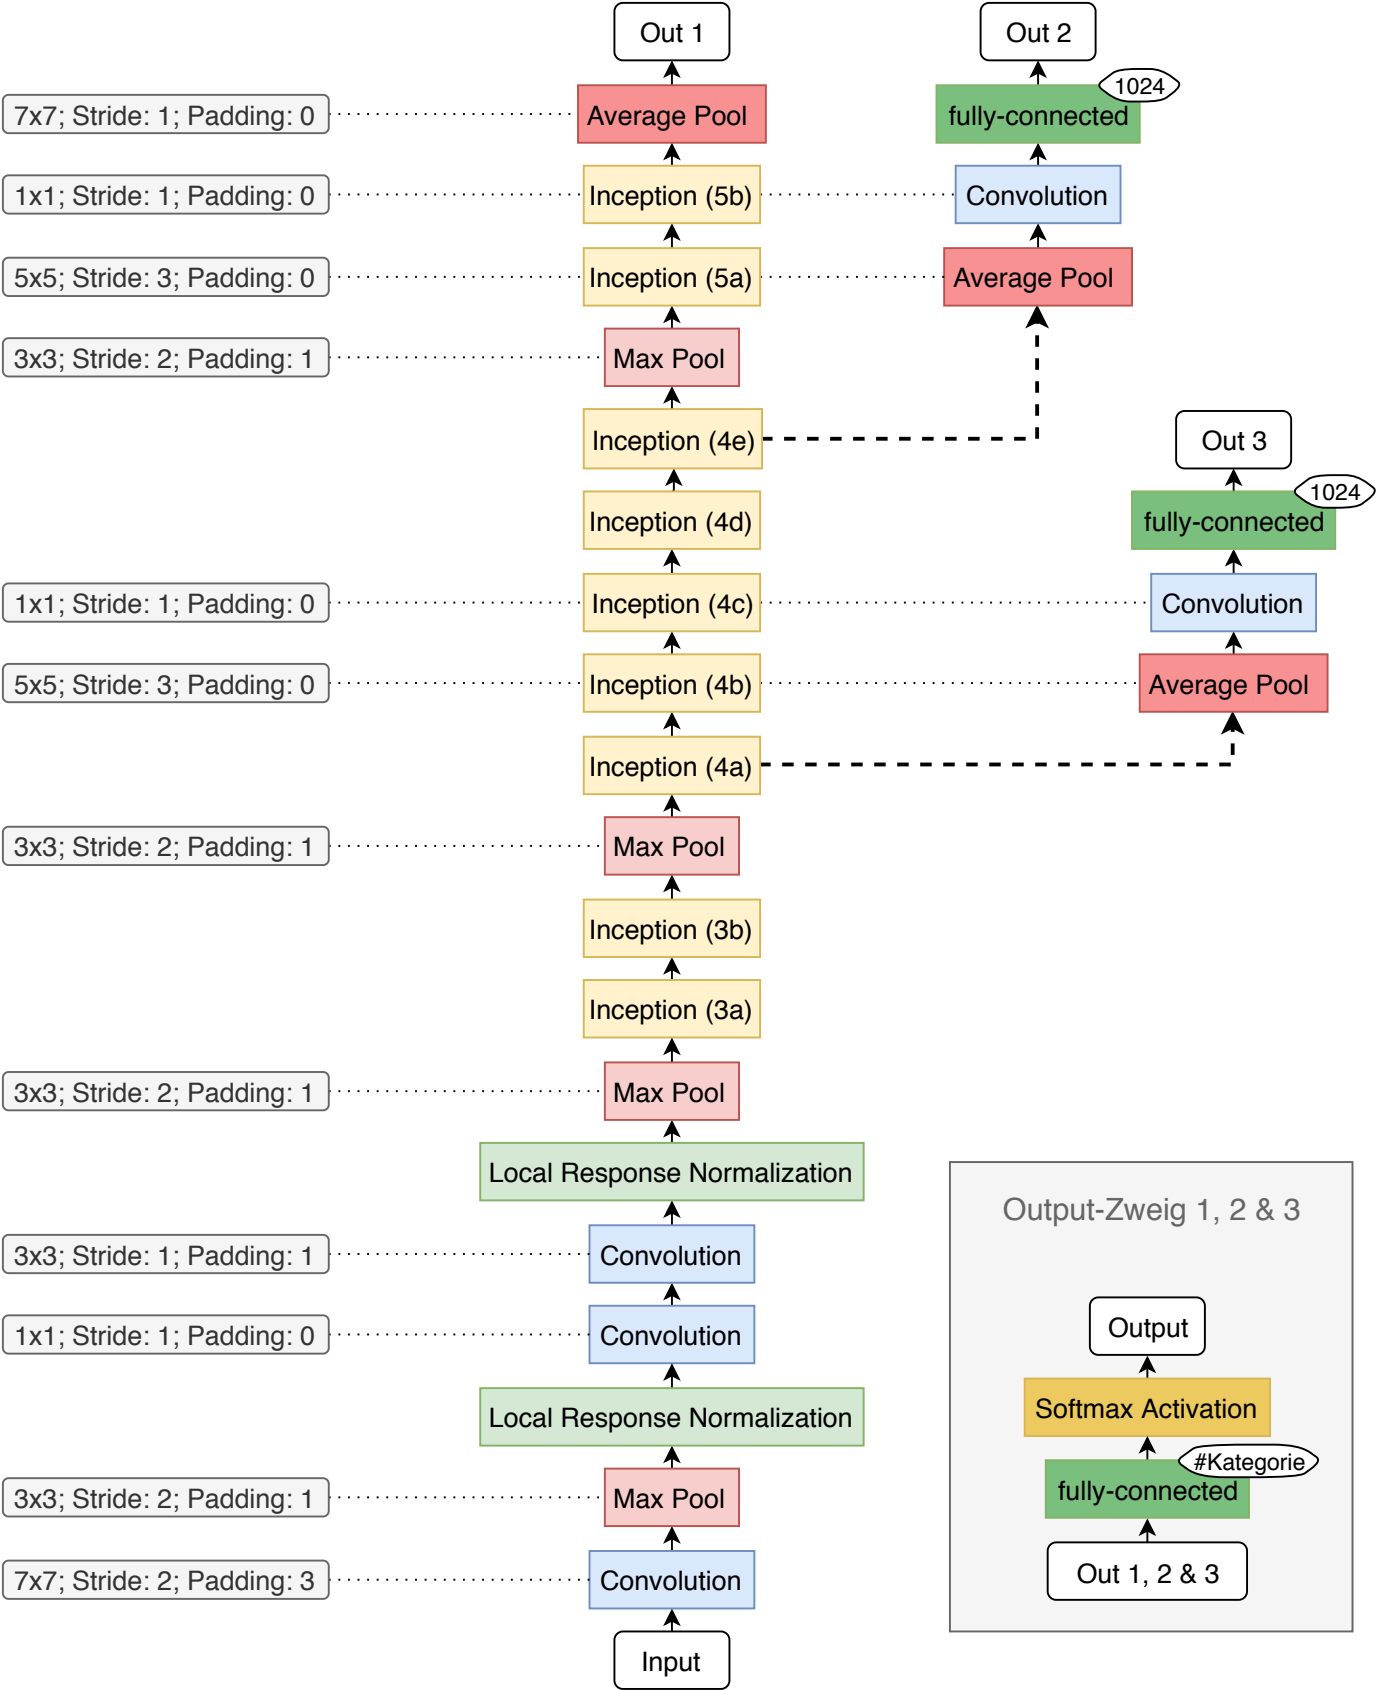 Out 1
Out 2
1024
7x7; Stride: 1; Padding: 0
Average Pool
fully-connected
1x1; Stride: 1; Padding: 0
Inception (5b)
Convolution
5x5; Stride: 3; Padding: 0
Inception (5a)
Average Pool
3x3; Stride: 2; Padding: 1
Max Pool
Inception (4e)
Out 3
1024
Inception (4d)
fully-connected
1x1; Stride: 1; Padding: 0
Inception (4c)
Convolution
5x5; Stride: 3; Padding: 0
Inception (4b)
Average Pool
Inception (4a)
3x3; Stride: 2; Padding: 1
Max Pool
Inception (3b)
Inception (3a)
3x3; Stride: 2; Padding: 1
Max Pool
Local Response Normalization
3x3; Stride: 1; Padding: 1
Convolution
1x1; Stride: 1; Padding: 0
Convolution
Local Response Normalization
3x3; Stride: 2; Padding: 1
Max Pool
7x7; Stride: 2; Padding: 3
Convolution
Input
Output-Zweig 1, 2 & 3
Output
Softmax Activation
#Kategorie
fully-connected
Out 1, 2 & 3